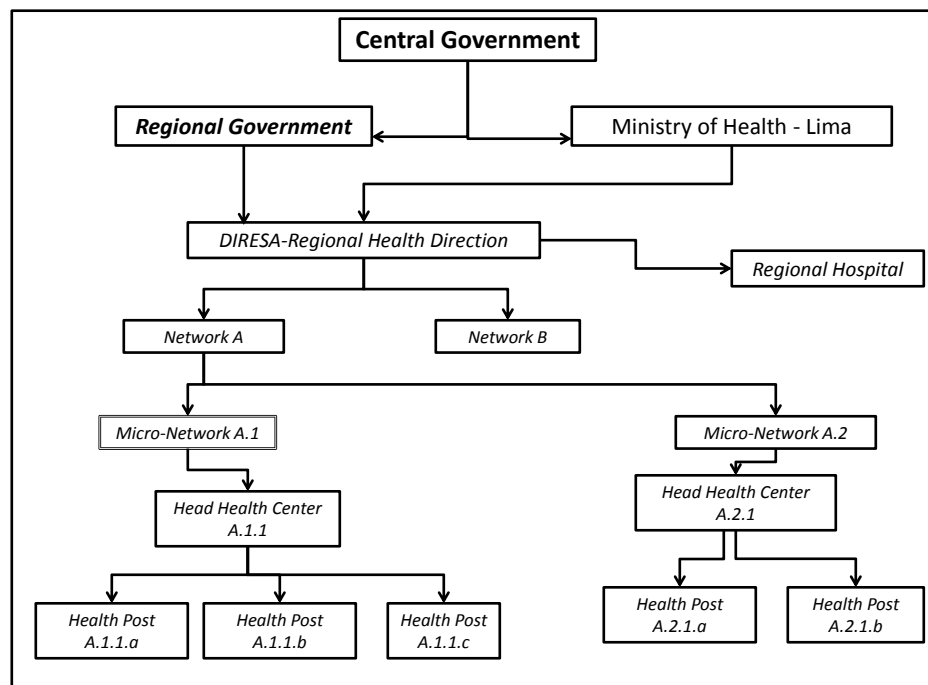 Central Government
Regional Government
Ministry of Health - Lima
DIRESA-Regional Health Direction
Regional Hospital
Network A
Network B
Micro-Network A.1
Micro-Network A.2
Head Health Center
A.1.1
Head Health Center
A.2.1
Health Post
A.1.1.a
Health Post
A.1.1.b
Health Post
A.1.1.c
Health Post
A.2.1.a
Health Post
A.2.1.b